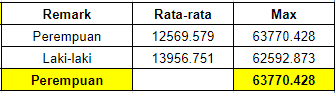 Remark Rata-rata Max
Perempuan 12569.579 63770.428
Laki-laki 13956.751 62592.873
Perempuan 63770.428